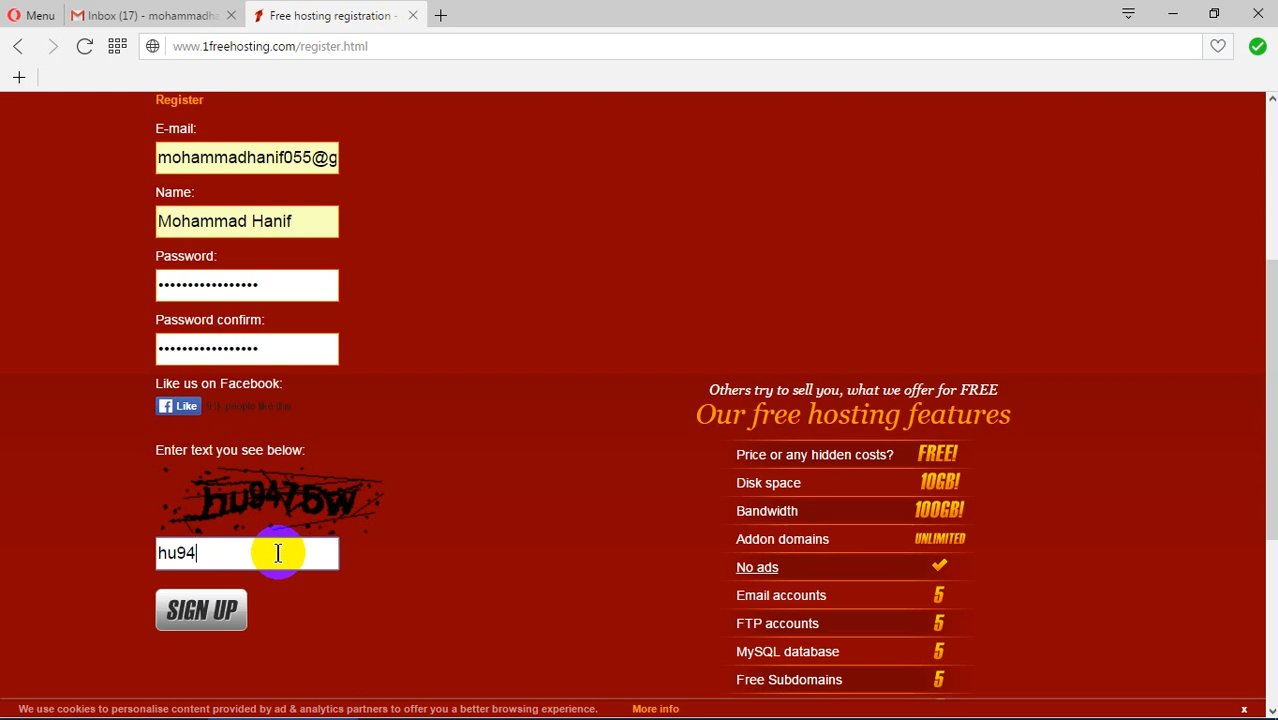 Menu
Inbox (17) - mohammadha
Free hosting registration -
www.1freehosting.com/register.html
Register
E-mail:
mohammadhanif055@g
Name:
Mohammad Hanif
Password:
•••••••••••••••••
Password confirm:
•••••••••••••••••
Like us on Facebook:
Like
people like this.
Enter text you see below:
hu94
SIGN UP
Others try to sell you, what we offer for FREE
Our free hosting features
Price or any hidden costs? FREE!
Disk space 10GB!
Bandwidth 100GB!
Addon domains UNLIMITED
No ads
Email accounts 5
FTP accounts 5
MySQL database 5
Free Subdomains 5
We use cookies to personalise content provided by ad & analytics partners to offer you a better browsing experience. More info x